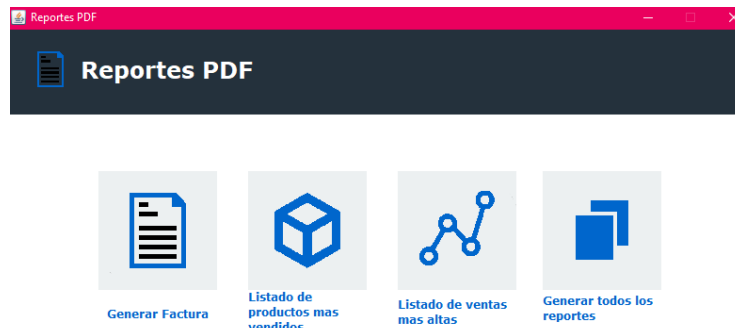 Reportes PDF
Reportes PDF
Generar Factura
Listado de
productos mas
vendidos
Listado de ventas
mas altas
Generar todos los
reportes